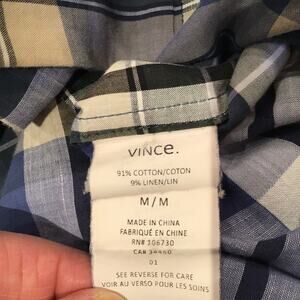 VINCe.
91% COTTON/COTON
9% LINEN/LIN
M / M
MADE IN CHINA
FABRIQUÉ EN CHINE
RN# 106730
CA# 34460
01
SEE REVERSE FOR CARE
VOIR AU VERSO POUR LES SOINS